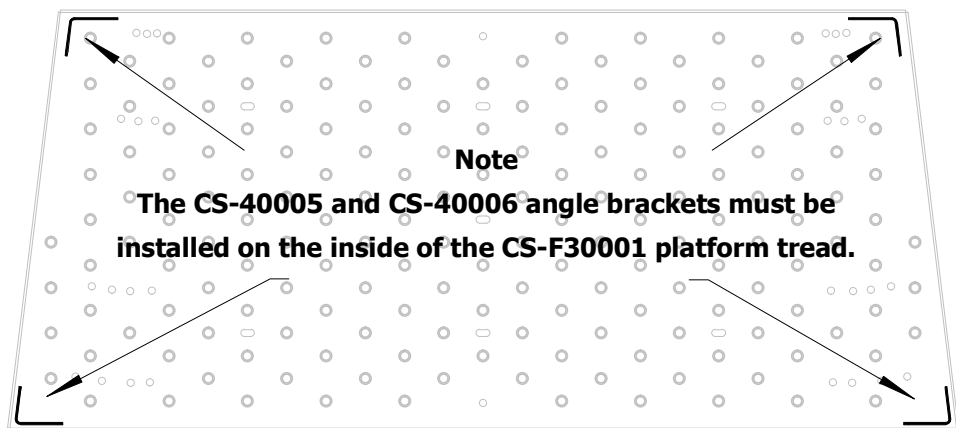 Note
The CS-40005 and CS-40006 angle brackets must be
installed on the inside of the CS-F30001 platform tread.